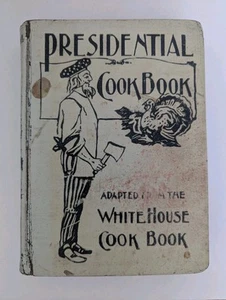 PRESIDENTIAL
COOK BOOK
ADAPTED FROM THE
WHITE HOUSE
COOK BOOK